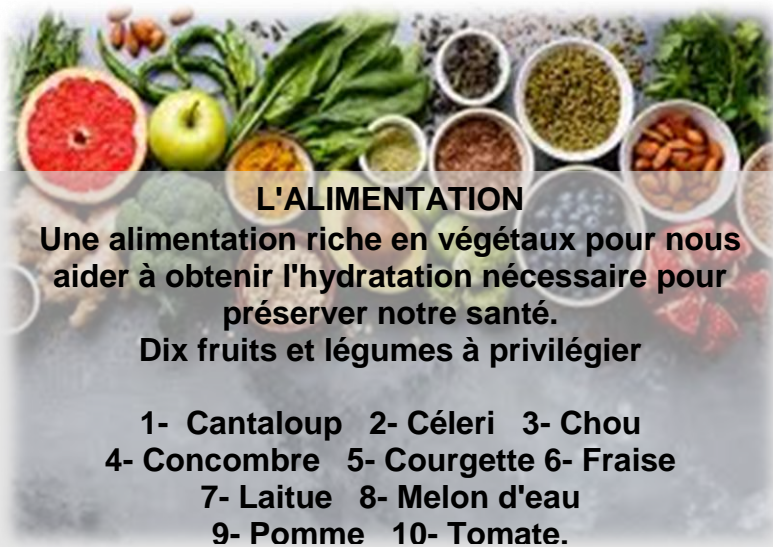 L'ALIMENTATION
Une alimentation riche en végétaux pour nous
aider à obtenir l'hydratation nécessaire pour
préserver notre santé.
Dix fruits et légumes à privilégier
1- Cantaloup 2- Céleri 3- Chou
4- Concombre 5- Courgette 6- Fraise
7- Laitue 8- Melon d'eau
9- Pomme 10- Tomate.